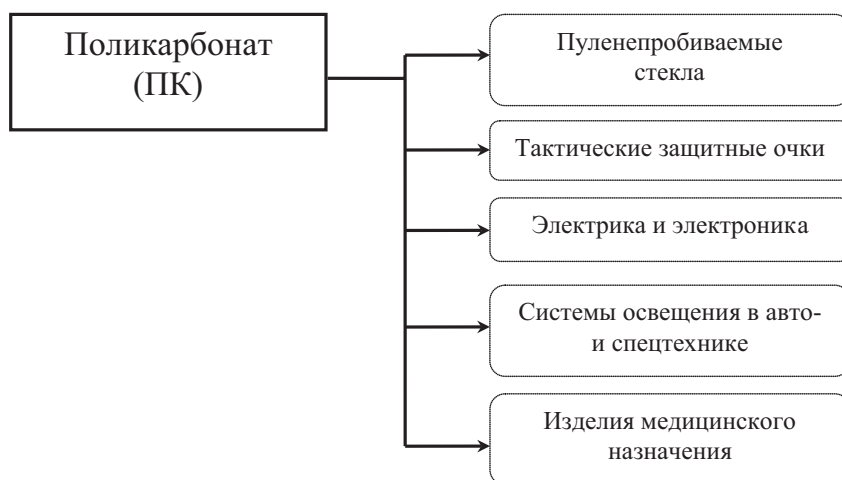 Поликарбонат
(ПК)
Пуленепробиваемые
стекла
Тактические защитные очки
Электрика и электроника
Системы освещения в авто-
и спецтехнике
Изделия медицинского
назначения